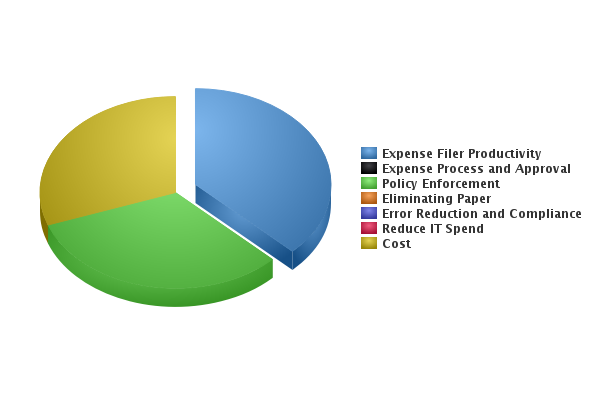 Expense Filer Productivity
Expense Process and Approval
Policy Enforcement
Eliminating Paper
Error Reduction and Compliance
Reduce IT Spend
Cost